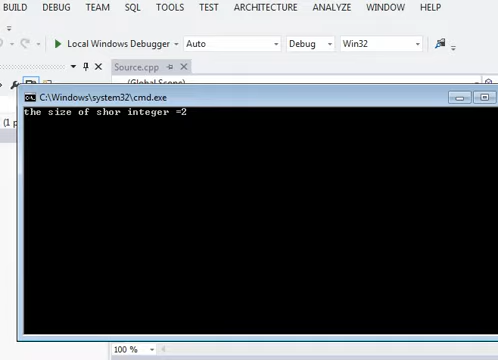 BUILD DEBUG TEAM SQL TOOLS TEST ARCHITECTURE ANALYZE WINDOW HELP
Local Windows Debugger Auto Debug Win32
Source.cpp
(Global Scope)
C:\Windows\system32\cmd.exe
(1 p
the size of shor integer =2
100 %